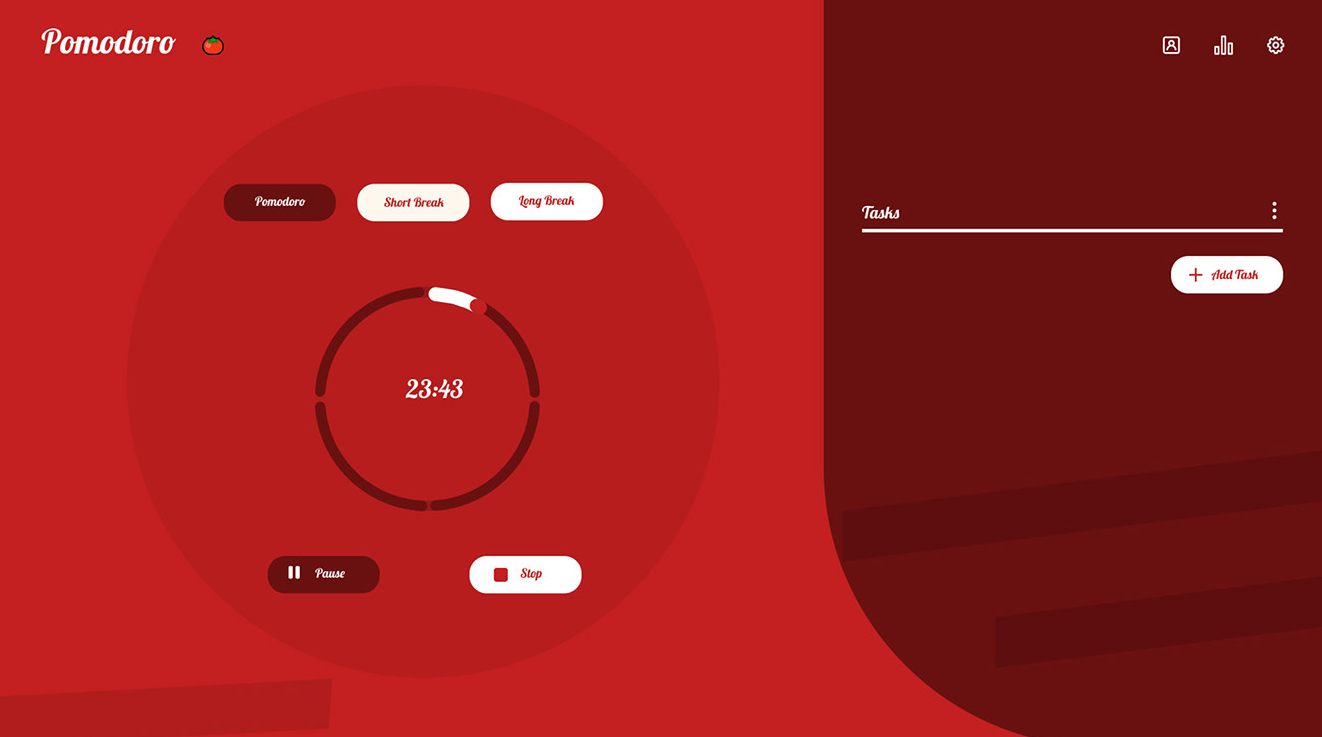 Pomodoro
Pomodoro
Short Break
Long Break
23:43
Pause
Stop
Tasks
Add Task